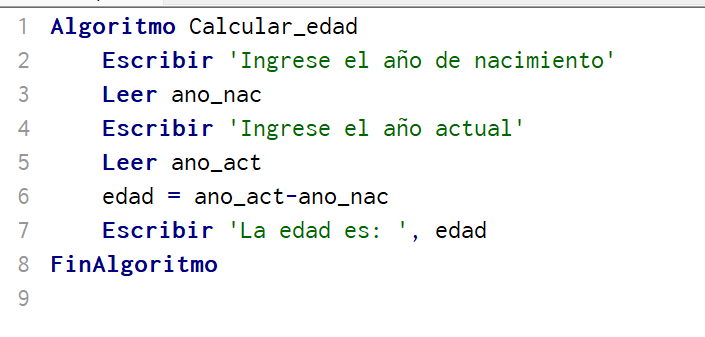 1 Algoritmo Calcular_edad
2 Escribir 'Ingrese el año de nacimiento'
3 Leer ano_nac
4 Escribir 'Ingrese el año actual'
5 Leer ano_act
6 edad = ano_act-ano_nac
7 Escribir 'La edad es: ', edad
8 FinAlgoritmo
9